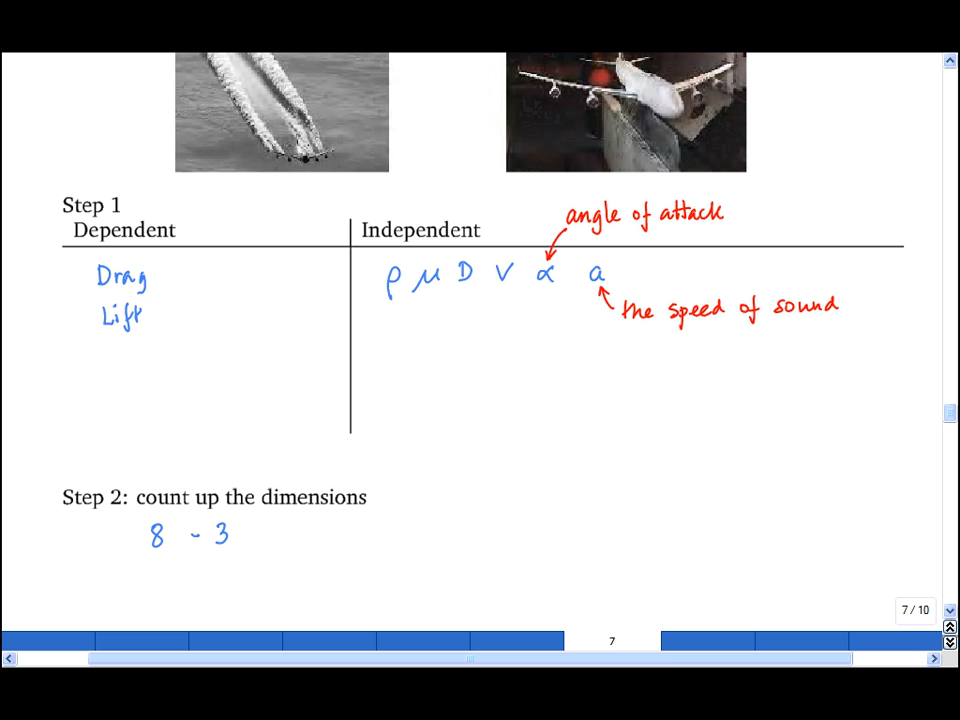 Step 1
Dependent Independent
angle of attack
Drag
ρ μ D V α a
Lift
the speed of sound
Step 2: count up the dimensions
8 - 3
7 / 10
7